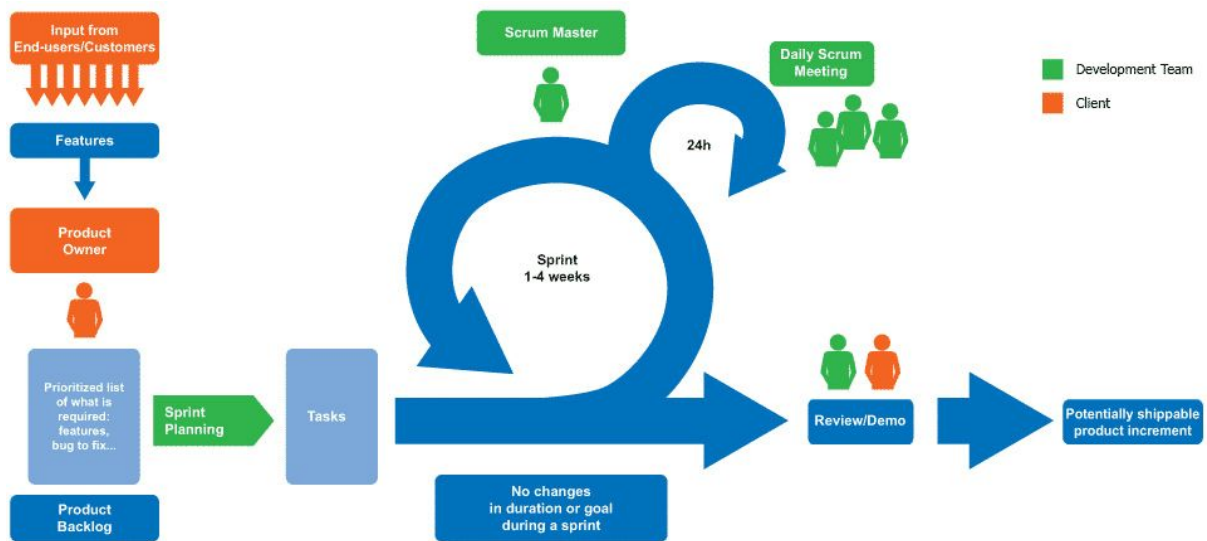 Input from
End-users/Customers
Features
Product
Owner
Prioritized list
of what is
required:
features,
bug to fix...
Product
Backlog
Sprint
Planning
Tasks
Scrum Master
Daily Scrum
Meeting
24h
Sprint
1-4 weeks
No changes
in duration or goal
during a sprint
Review/Demo
Potentially shippable
product increment
Development Team
Client